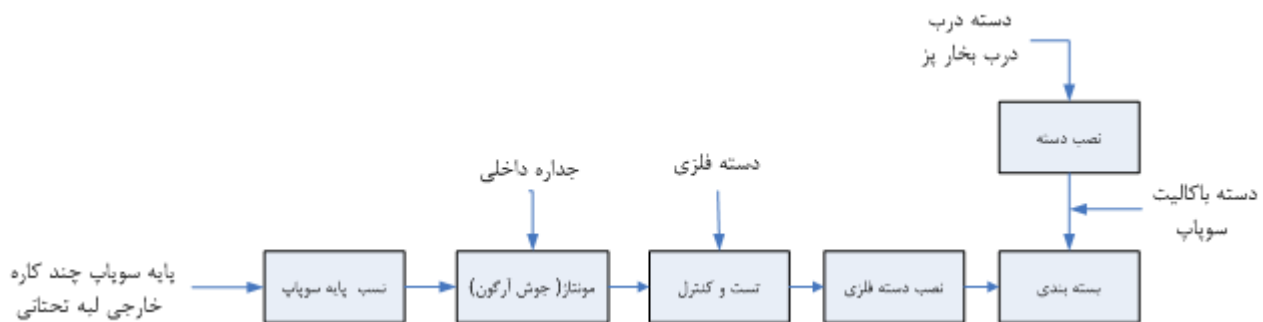 دسته درب
درب بخار پز
نصب دسته
دسته باکالیت
سوپاپ
جداره داخلی
دسته فلزی
پایه سوپاپ چند کاره
خارجی لبه تحتانی
نسب پایه سوپاپ
مونتاژ( جوش آرگون)
تست و کنترل
نصب دسته فلزی
بسته بندی